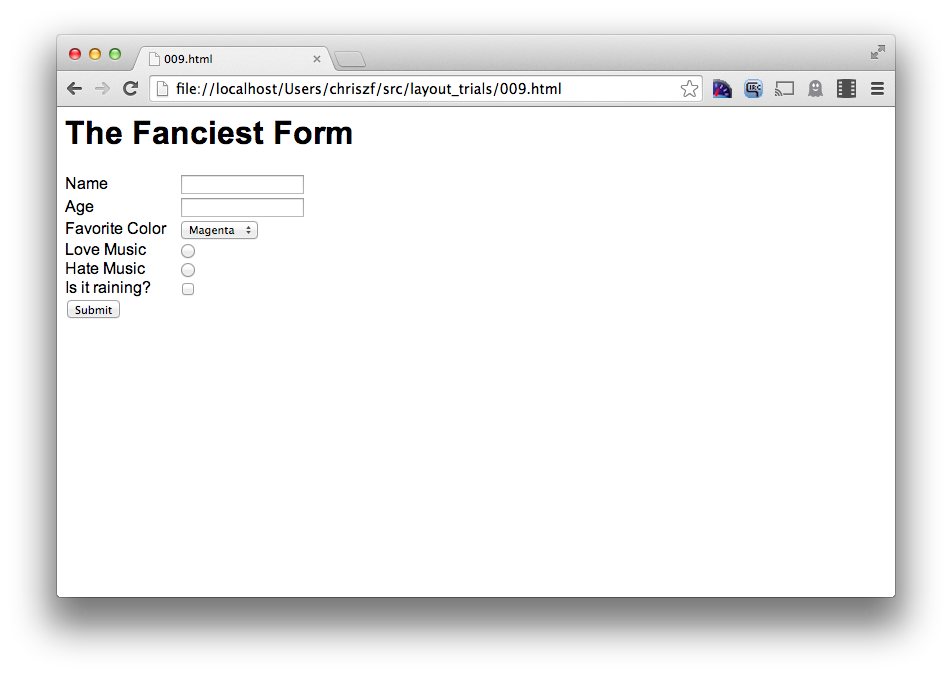 009.html
file://localhost/Users/chriszf/src/layout_trials/009.html
The Fanciest Form
Name
Age
Favorite Color Magenta
Love Music
Hate Music
Is it raining?
Submit